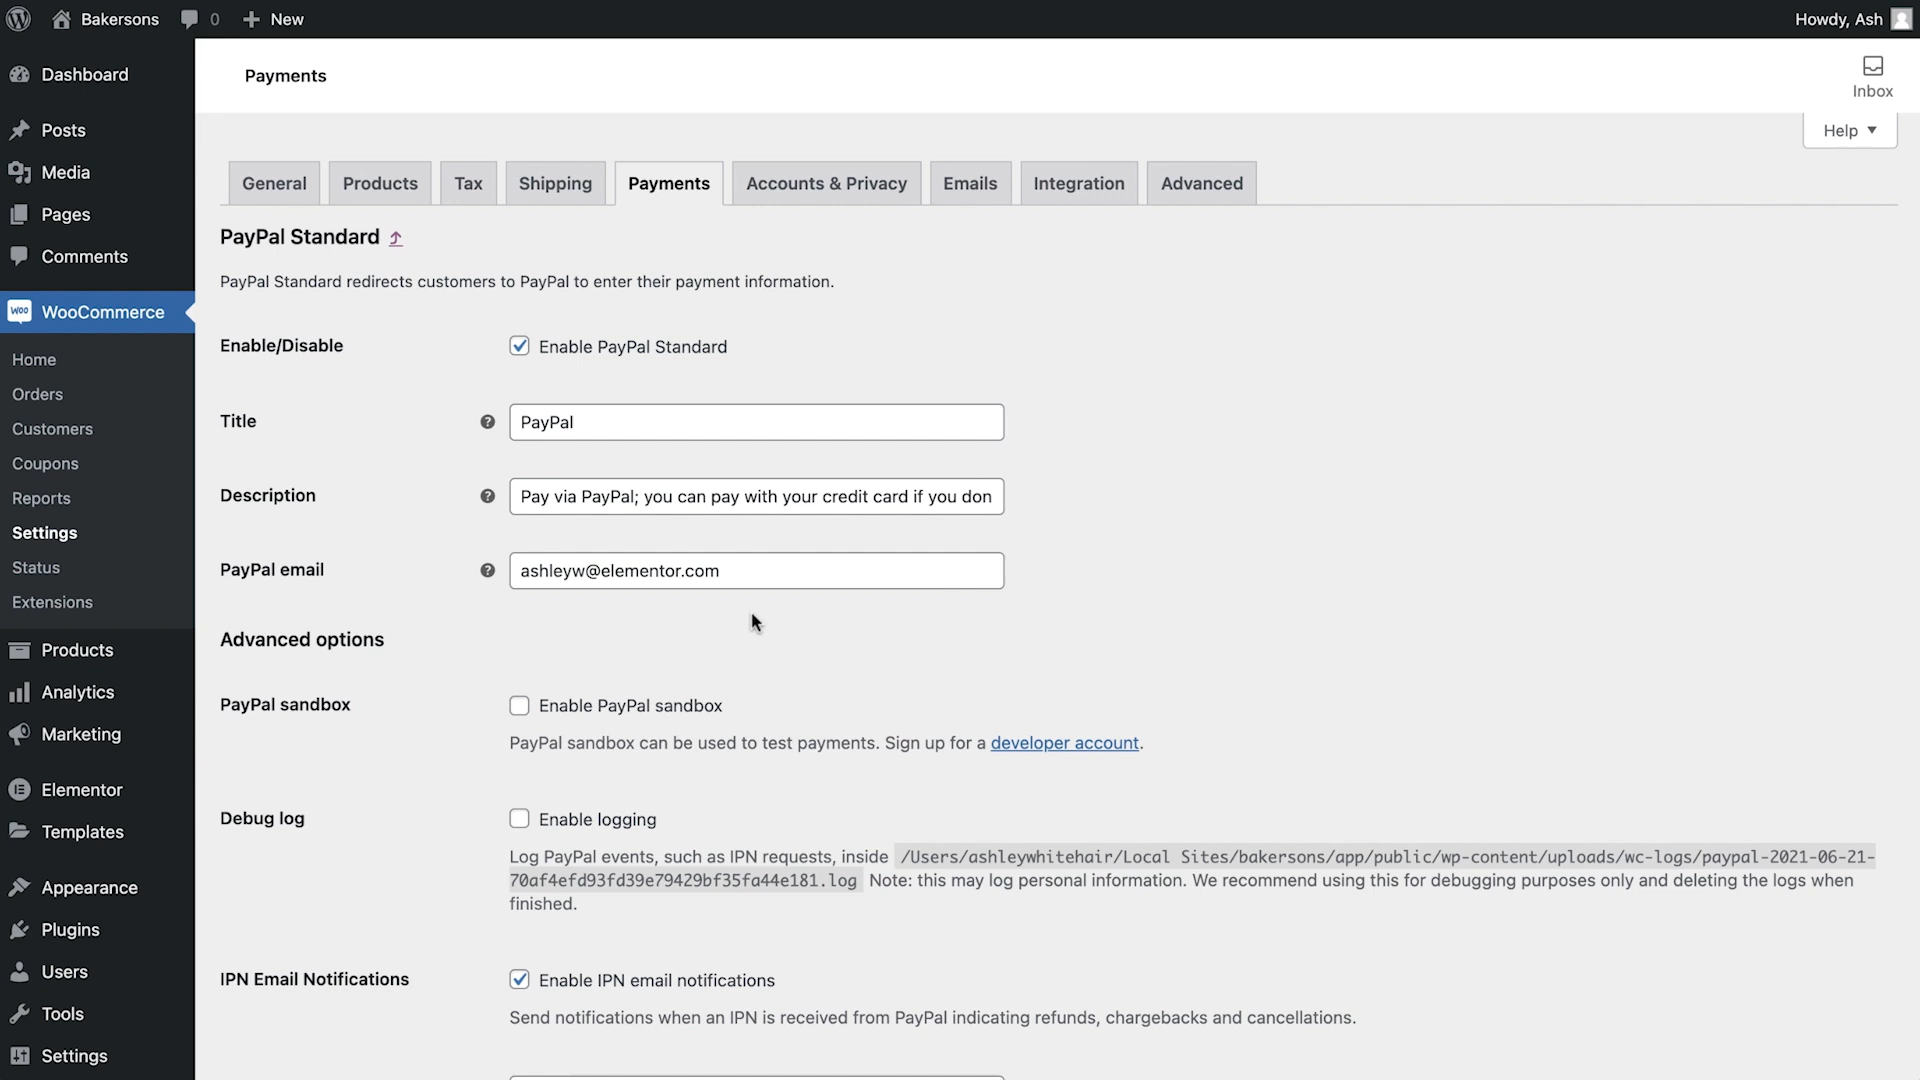 Bakersons
0
New
Howdy, Ash
Dashboard
Posts
Media
Pages
Comments
WooCommerce
Home
Orders
Customers
Coupons
Reports
Settings
Status
Extensions
Products
Analytics
Marketing
Elementor
Templates
Appearance
Plugins
Users
Tools
Settings
Payments
Inbox
Help
General
Products
Tax
Shipping
Payments
Accounts & Privacy
Emails
Integration
Advanced
PayPal Standard
PayPal Standard redirects customers to PayPal to enter their payment information.
Enable/Disable
Enable PayPal Standard
Title
PayPal
Description
Pay via PayPal; you can pay with your credit card if you don
PayPal email
ashleyw@elementor.com
Advanced options
PayPal sandbox
Enable PayPal sandbox
PayPal sandbox can be used to test payments. Sign up for a developer account.
Debug log
Enable logging
Log PayPal events, such as IPN requests, inside /Users/ashleywhitehair/Local Sites/bakersons/app/public/wp-content/uploads/wc-logs/paypal-2021-06-21-
70af4efd93fd39e79429bf35fa44e181.log Note: this may log personal information. We recommend using this for debugging purposes only and deleting the logs when
finished.
IPN Email Notifications
Enable IPN email notifications
Send notifications when an IPN is received from PayPal indicating refunds, chargebacks and cancellations.